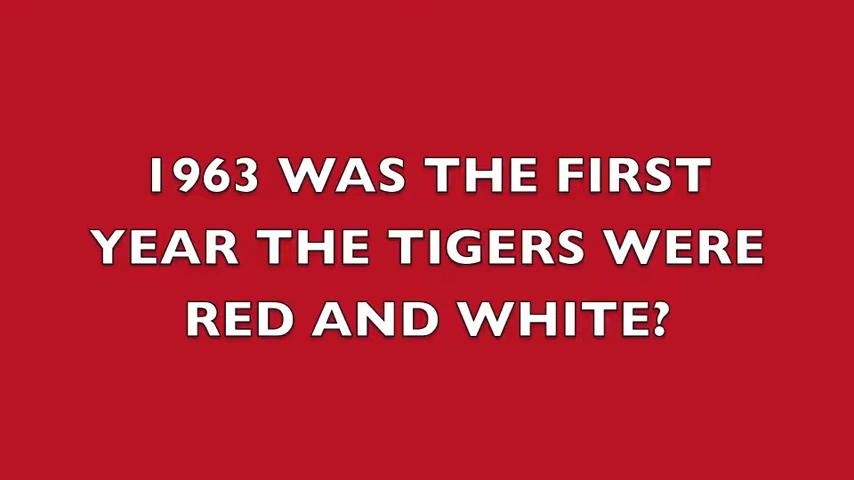 1963 WAS THE FIRST
YEAR THE TIGERS WERE
RED AND WHITE?